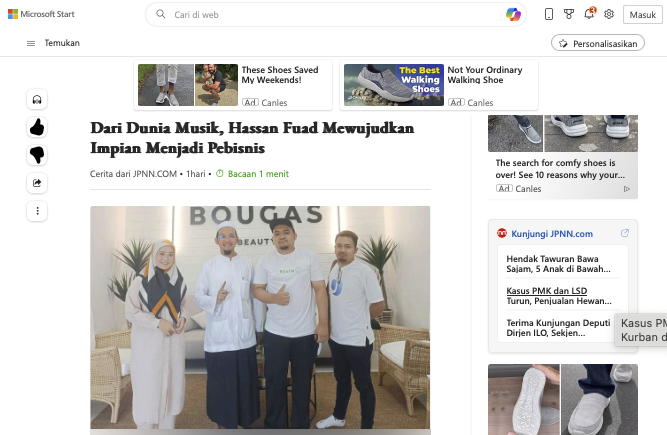 Microsoft Start
Cari di web
2
Masuk
Temukan
Personalisasikan
These Shoes Saved
My Weekends!
Ad Canles
The Best
Walking
Shoes
Not Your Ordinary
Walking Shoe
Ad Canles
Dari Dunia Musik, Hassan Fuad Mewujudkan
Impian Menjadi Pebisnis
Cerita dari JPNN.COM • 1hari • Bacaan 1 menit
BOUGAS
BEAUTY
The search for comfy shoes is
over! See 10 reasons why your...
Ad Canles
Kunjungi JPNN.com
Hendak Tawuran Bawa
Sajam, 5 Anak di Bawah...
Kasus PMK dan LSD
Turun, Penjualan Hewan...
Terima Kunjungan Deputi
Dirjen ILO, Sekjen...
Kasus PM
Kurban d